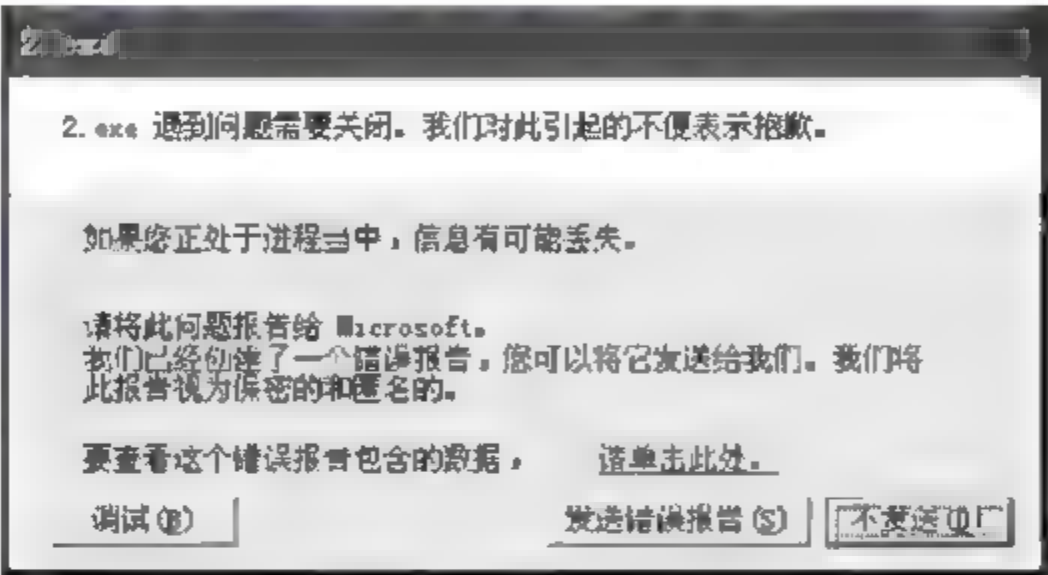 2.exe
2.exe 遇到问题需要关闭。我们对此引起的不便表示抱歉。
如果您正处于进程当中,信息有可能丢失。
请将此问题报告给 Microsoft。
我们已经创建了一个错误报告,您可以将它发送给我们。我们将
此报告视为保密的和匿名的。
要查看这个错误报告包含的数据, 请单击此处。
调试(B) 发送错误报告(S) 不发送(D)